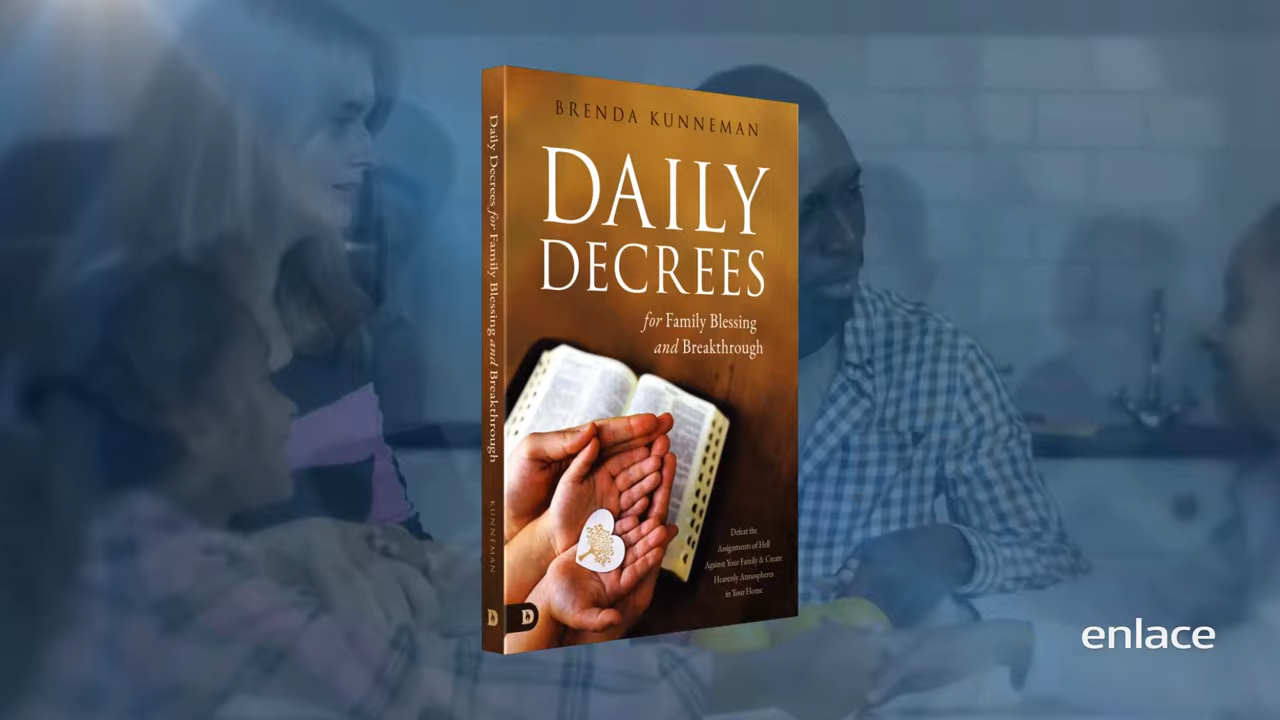 BRENDA KUNNEMAN
DAILY
DECREES
for Family Blessing
and Breakthrough
Defeat the
Assignments of Hell
Against Your Family & Create
Heavenly Atmospheres
in Your Home
Daily Decrees for Family Blessing and Breakthrough
KUNNEMAN
D
D
enlace